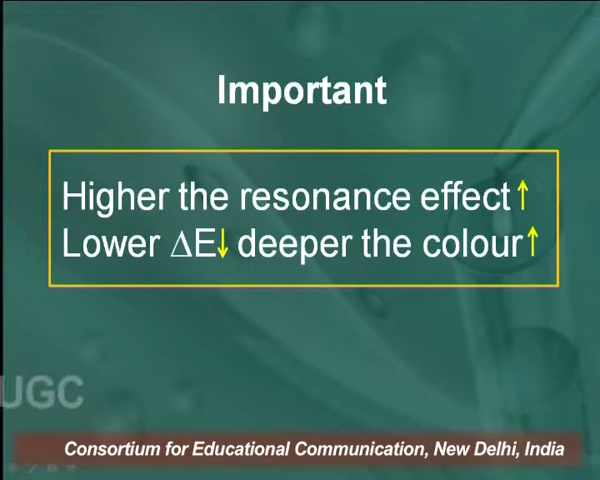 Important
Higher the resonance effect↑
Lower ΔE↓ deeper the colour↑
UGC
Consortium for Educational Communication, New Delhi, India